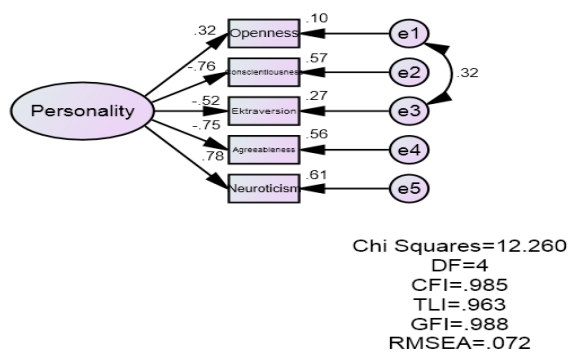 .32
Openness
.10
e1
-.76
Conscientiousness
.57
e2
.32
Personality
-.52
Ektraversion
.27
e3
-.75
Agreeableness
.56
e4
.78
Neuroticism
.61
e5
Chi Squares=12.260
DF=4
CFI=.985
TLI=.963
GFI=.988
RMSEA=.072